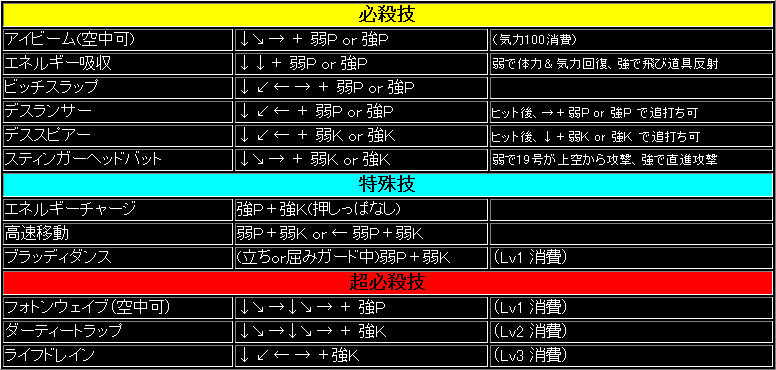 必殺技
アイビーム(空中可) ↓↘→ + 弱P or 強P (気力100消費)
エネルギー吸収 ↓↓+ 弱P or 強P 弱で体力&気力回復、強で飛び道具反射
ビッチスラップ ↓↙←→ + 弱P or 強P
デスランサー ↓↙← + 弱P or 強P ヒット後、→+弱P or 強P で追打ち可
デススピアー ↓↙← + 弱K or 強K ヒット後、↓+弱K or 強K で追打ち可
スティンガーヘッドバット ↓↘→ + 弱K or 強K 弱で19号が上空から攻撃、強で直進攻撃
特殊技
エネルギーチャージ 強P+強K(押しっぱなし)
高速移動 弱P+弱K or ← 弱P+弱K
ブラッディダンス (立ちor屈みガード中)弱P+弱K (Lv1 消費)
超必殺技
フォトンウェイブ(空中可) ↓↘→↓↘→ + 強P (Lv1 消費)
ダーティートラップ ↓↘→↓↘→ + 強K (Lv2 消費)
ライフドレイン ↓↙←→ +強K (Lv3 消費)